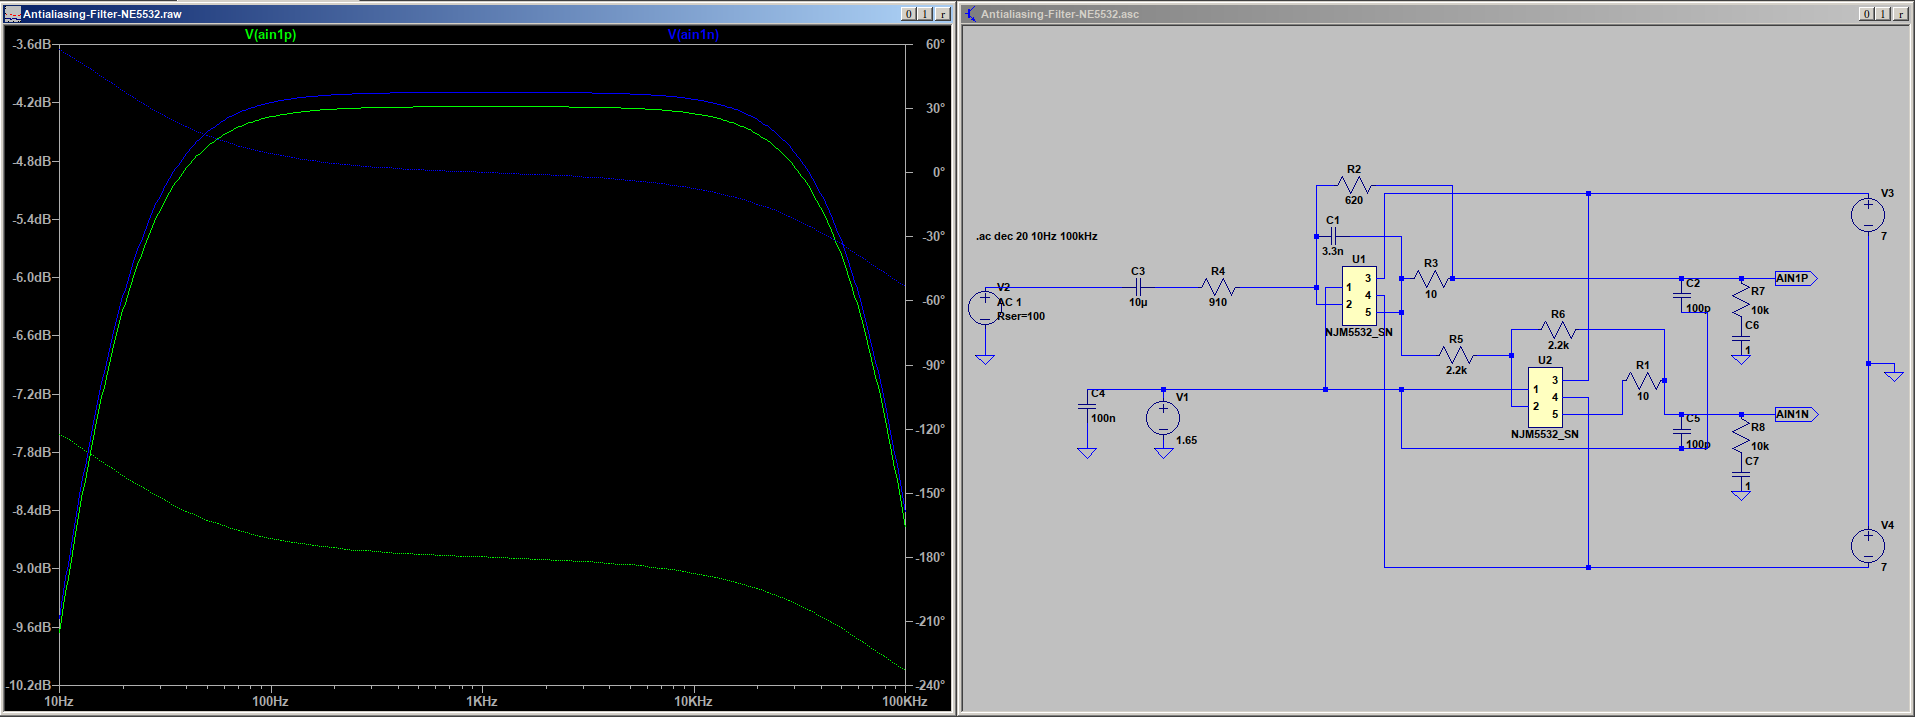 Antialiasing-Filter-NE5532.raw
0 1 r
V(ain1p)
V(ain1n)
-3.6dB
-4.2dB
-4.8dB
-5.4dB
-6.0dB
-6.6dB
-7.2dB
-7.8dB
-8.4dB
-9.0dB
-9.6dB
-10.2dB
60°
30°
0°
-30°
-60°
-90°
-120°
-150°
-180°
-210°
-240°
10Hz
100Hz
1KHz
10KHz
100KHz
Antialiasing-Filter-NE5532.asc
0 1 r
.ac dec 20 10Hz 100kHz
V2
AC 1
Rser=100
C3
10µ
R4
910
R2
620
C1
3.3n
U1
1
2
3
4
5
NJM5532_SN
R3
10
R5
2.2k
R6
2.2k
U2
1
2
3
4
5
NJM5532_SN
R1
10
C4
100n
V1
1.65
C2
100p
R7
10k
C6
1
AIN1P
C5
100p
R8
10k
C7
1
AIN1N
V3
7
V4
7